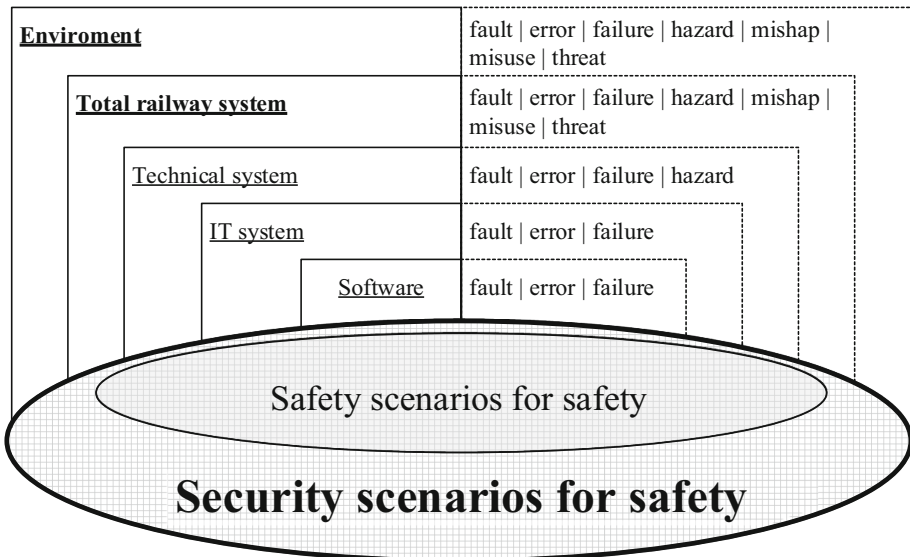 Enviroment
fault | error | failure | hazard | mishap |
misuse | threat
Total railway system
fault | error | failure | hazard | mishap |
misuse | threat
Technical system
fault | error | failure | hazard
IT system
fault | error | failure
Software
fault | error | failure
Safety scenarios for safety
Security scenarios for safety